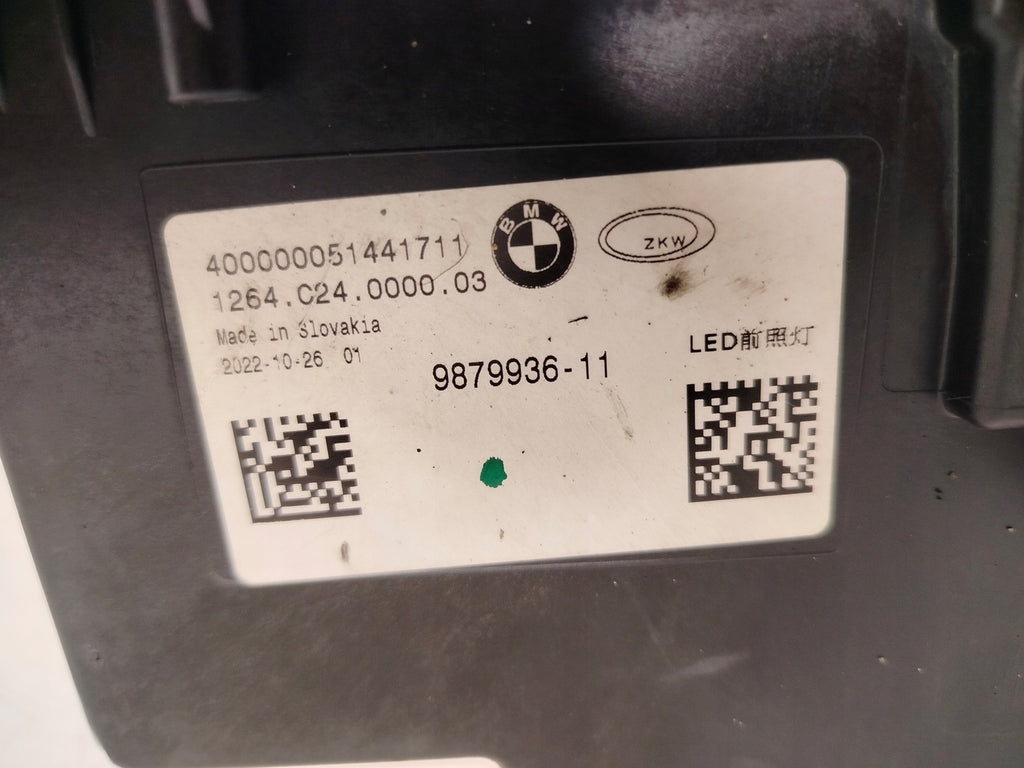 400000051441711
1264.C24.0000.03
Made in Slovakia
2022-10-26 01
BMW
ZKW
9879936-11
LED前照灯